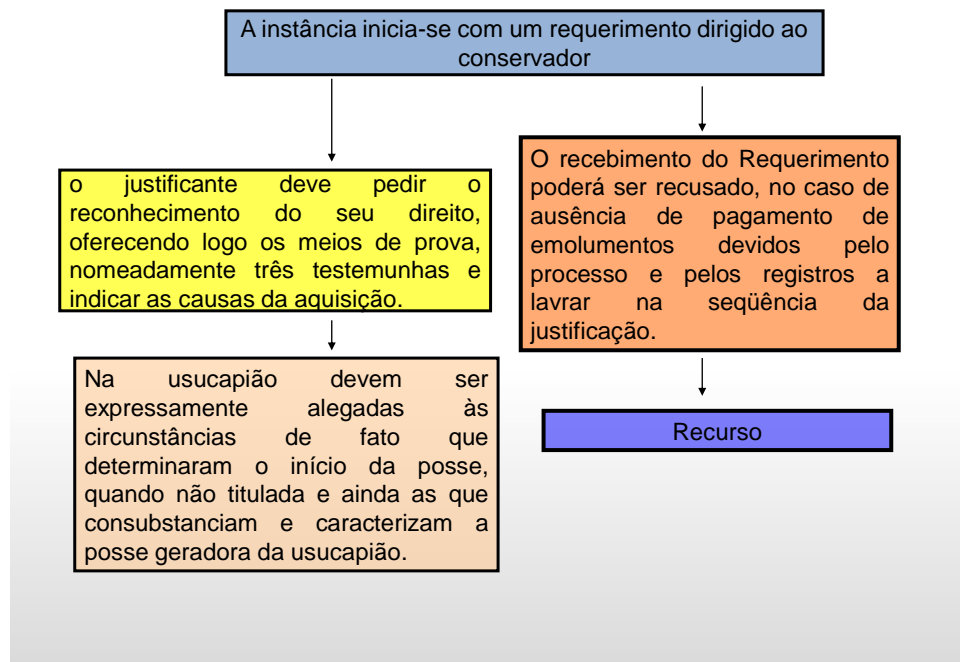 A instância inicia-se com um requerimento dirigido ao
conservador
o justificante deve pedir o
reconhecimento do seu direito,
oferecendo logo os meios de prova,
nomeadamente três testemunhas e
indicar as causas da aquisição.
O recebimento do Requerimento
poderá ser recusado, no caso de
ausência de pagamento de
emolumentos devidos pelo
processo e pelos registros a
lavrar na seqüência da
justificação.
Na usucapião devem ser
expressamente alegadas às
circunstâncias de fato que
determinaram o início da posse,
quando não titulada e ainda as que
consubstanciam e caracterizam a
posse geradora da usucapião.
Recurso